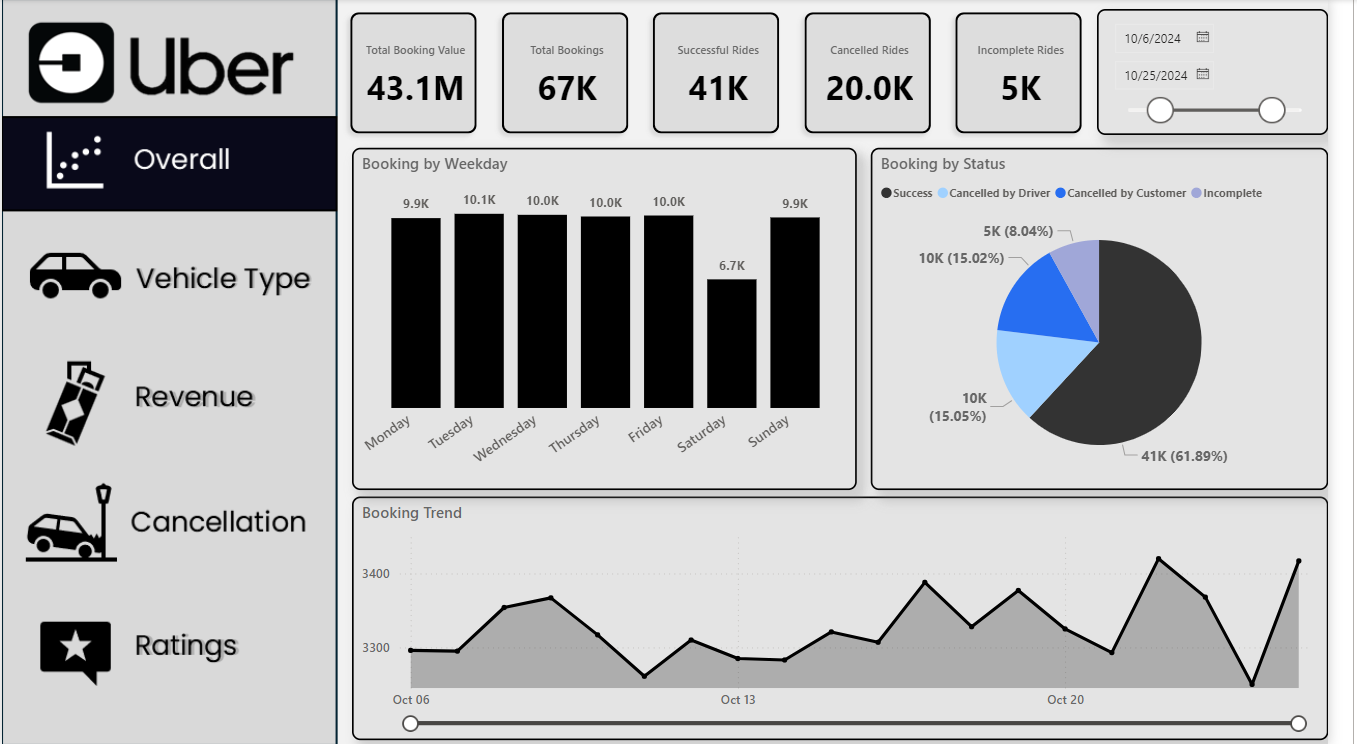 Uber
Overall
Vehicle Type
Revenue
Cancellation
Ratings
Total Booking Value
43.1M
Total Bookings
67K
Successful Rides
41K
Cancelled Rides
20.0K
Incomplete Rides
5K
10/6/2024
10/25/2024
Booking by Weekday
9.9K 10.1K 10.0K 10.0K 10.0K 6.7K 9.9K
Monday Tuesday Wednesday Thursday Friday Saturday Sunday
Booking by Status
Success Cancelled by Driver Cancelled by Customer Incomplete
5K (8.04%)
10K (15.02%)
10K
(15.05%)
41K (61.89%)
Booking Trend
3400
3300
Oct 06 Oct 13 Oct 20